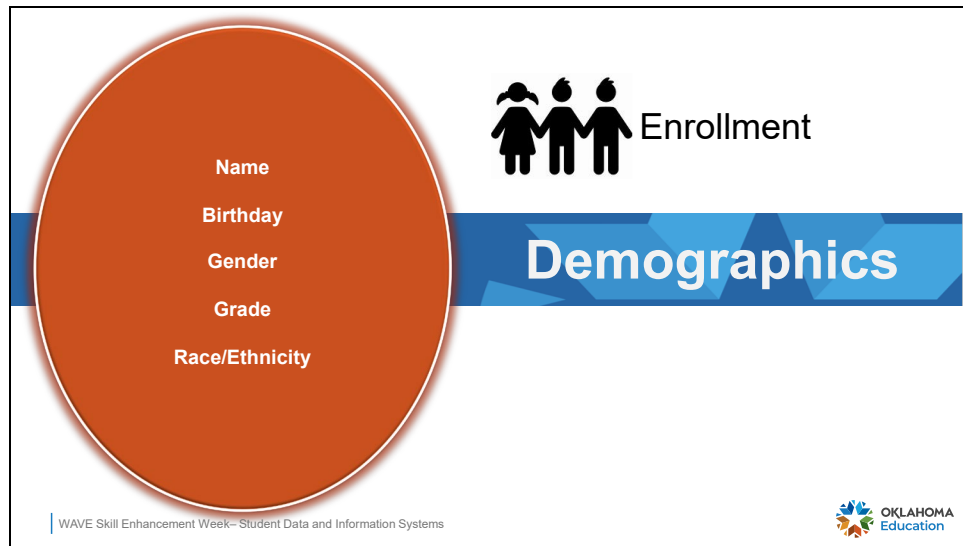 Name
Birthday
Gender
Grade
Race/Ethnicity
Enrollment
Demographics
WAVE Skill Enhancement Week– Student Data and Information Systems
OKLAHOMA
Education